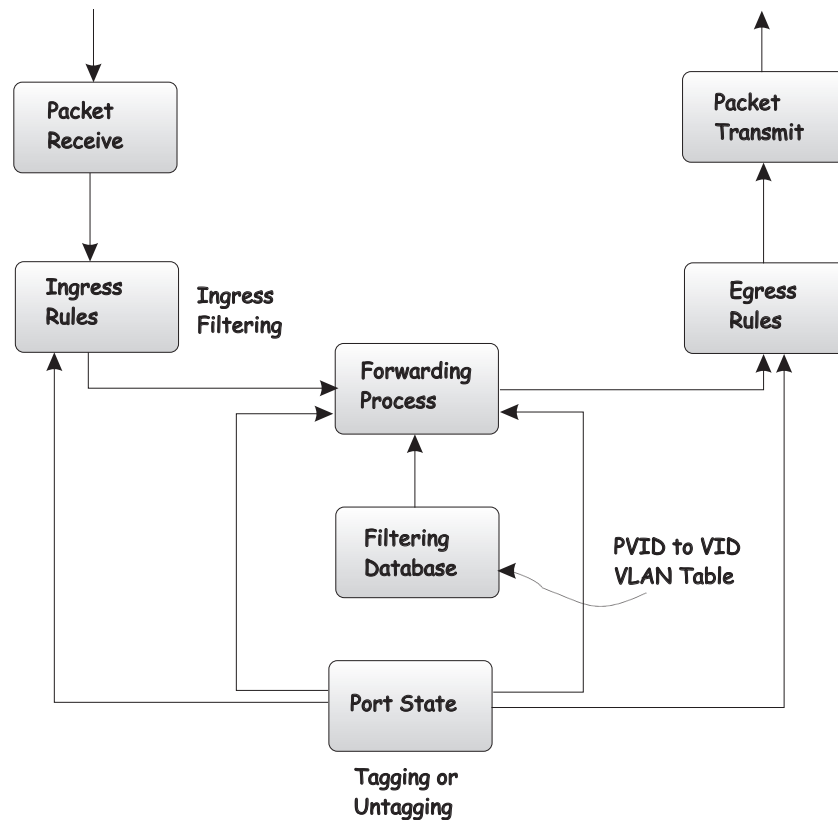 Packet
Receive
Packet
Transmit
Ingress
Rules
Ingress
Filtering
Egress
Rules
Forwarding
Process
Filtering
Database
PVID to VID
VLAN Table
Port State
Tagging or
Untagging